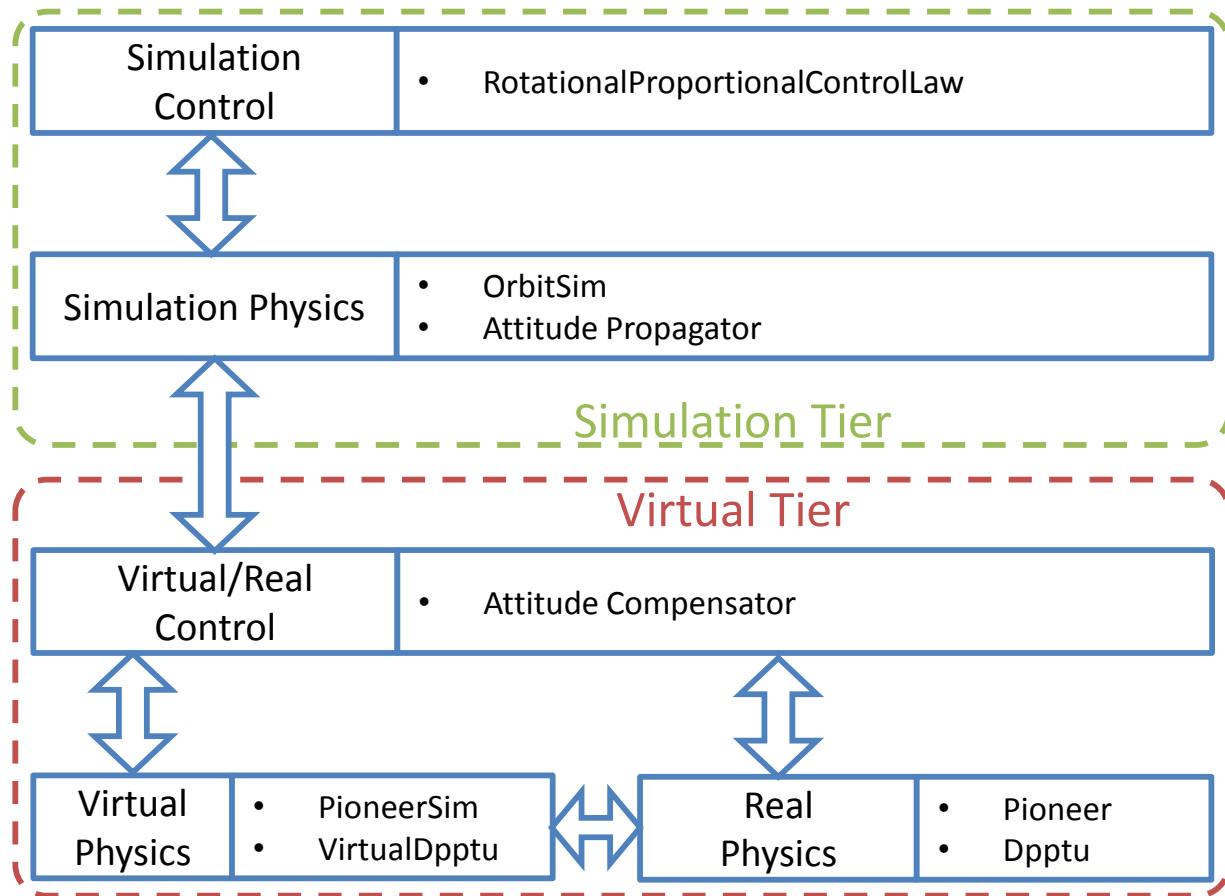 Simulation
Control
• RotationalProportionalControlLaw
Simulation Physics
• OrbitSim
• Attitude Propagator
Simulation Tier
Virtual Tier
Virtual/Real
Control
• Attitude Compensator
Virtual
Physics
• PioneerSim
• VirtualDpptu
Real
Physics
• Pioneer
• Dpptu